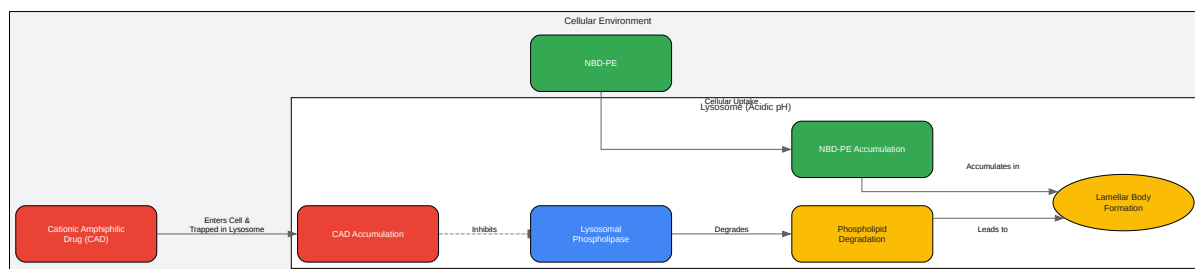 Cellular Environment
NBD-PE
Cellular Uptake
Lysosome (Acidic pH)
NBD-PE Accumulation
Accumulates in
Lamellar Body
Formation
Cationic Amphiphilic
Drug (CAD)
Enters Cell &
Trapped in Lysosome
CAD Accumulation
Inhibits
Lysosomal
Phospholipase
Degrades
Phospholipid
Degradation
Leads to